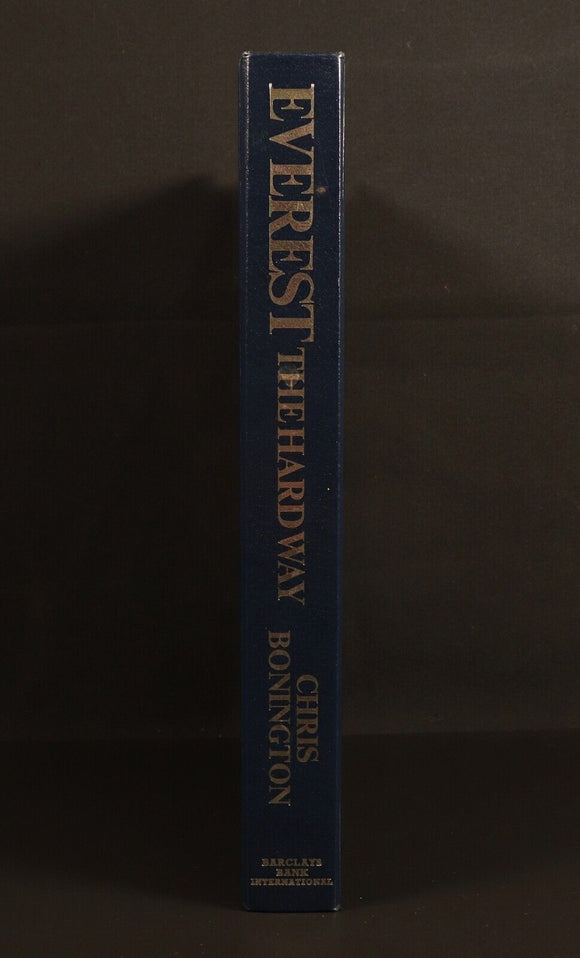 EVEREST THE HARD WAY
CHRIS
BONINGTON
BARCLAYS
BANK
INTERNATIONAL